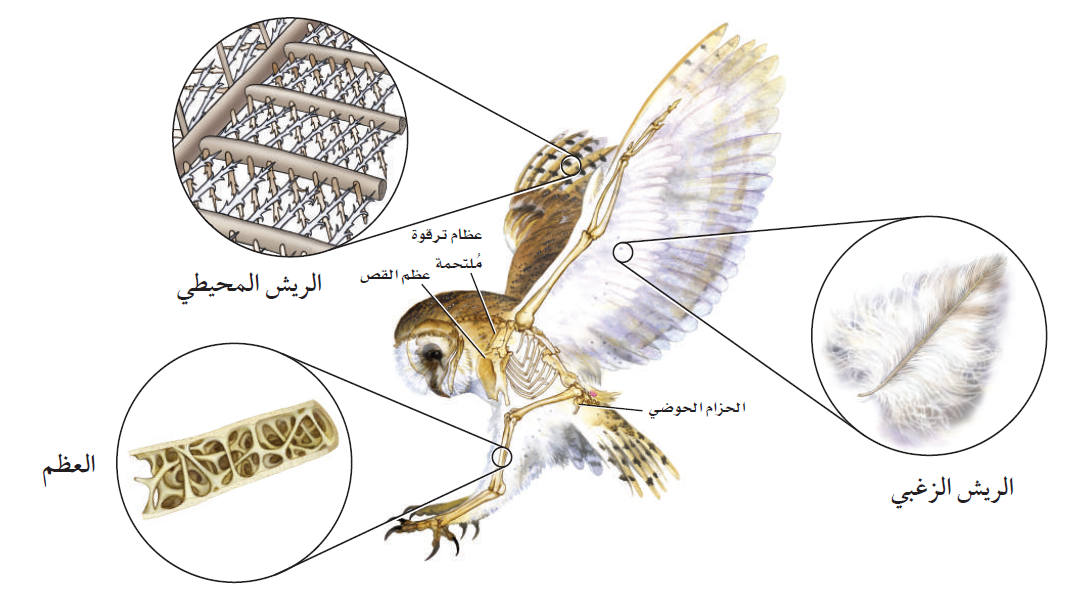 عظام ترقوة
مُلتحمة
عظم القص
الريش المحيطي
الحزام الحوضي
العظم
الريش الزغبي